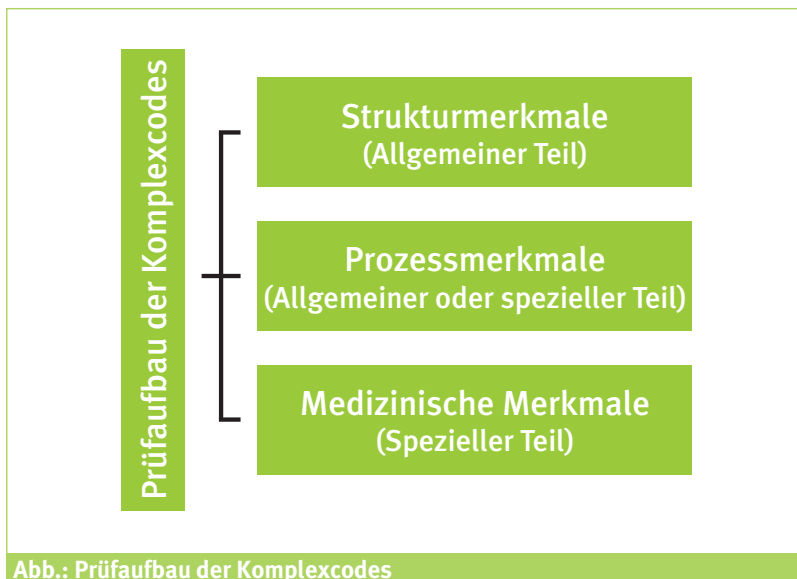 Prüfaufbau der Komplexcodes
Strukturmerkmale
(Allgemeiner Teil)
Prozessmerkmale
(Allgemeiner oder spezieller Teil)
Medizinische Merkmale
(Spezieller Teil)
Abb.: Prüfaufbau der Komplexcodes